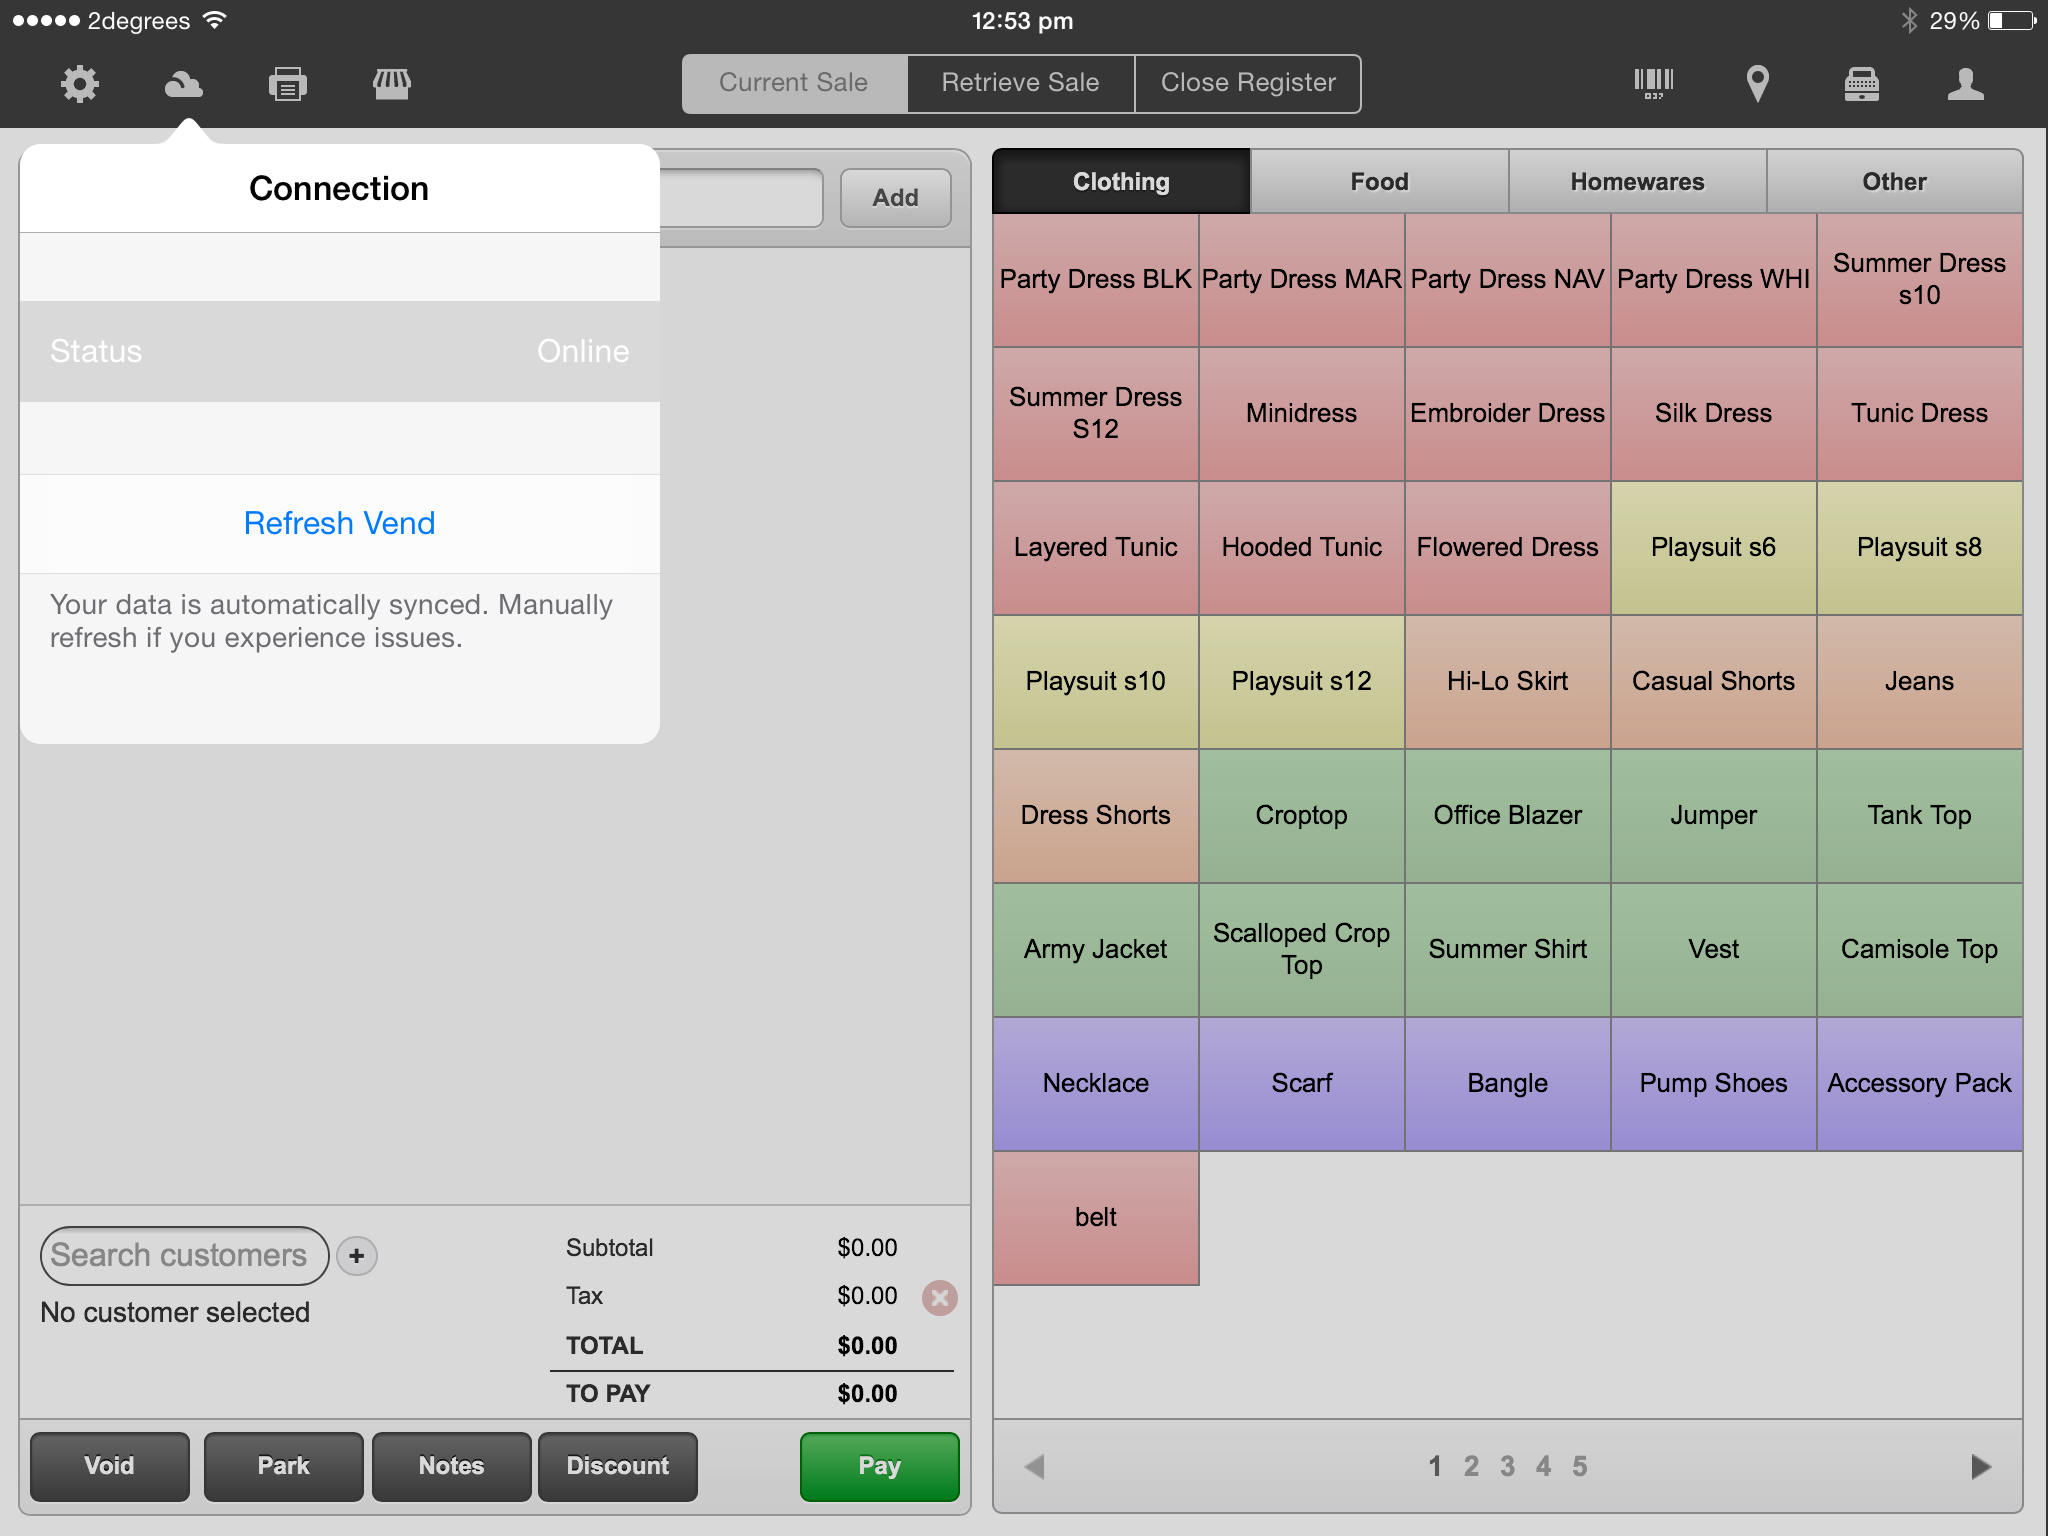 2degrees
12:53 pm
29%
Current Sale
Retrieve Sale
Close Register
Connection
Status
Online
Refresh Vend
Your data is automatically synced. Manually
refresh if you experience issues.
Add
Clothing
Food
Homewares
Other
Party Dress BLK
Party Dress MAR
Party Dress NAV
Party Dress WHI
Summer Dress
s10
Summer Dress
S12
Minidress
Embroider Dress
Silk Dress
Tunic Dress
Layered Tunic
Hooded Tunic
Flowered Dress
Playsuit s6
Playsuit s8
Playsuit s10
Playsuit s12
Hi-Lo Skirt
Casual Shorts
Jeans
Dress Shorts
Croptop
Office Blazer
Jumper
Tank Top
Army Jacket
Scalloped Crop
Top
Summer Shirt
Vest
Camisole Top
Necklace
Scarf
Bangle
Pump Shoes
Accessory Pack
belt
Search customers
+
No customer selected
Subtotal $0.00
Tax $0.00
TOTAL $0.00
TO PAY $0.00
Void
Park
Notes
Discount
Pay
1 2 3 4 5